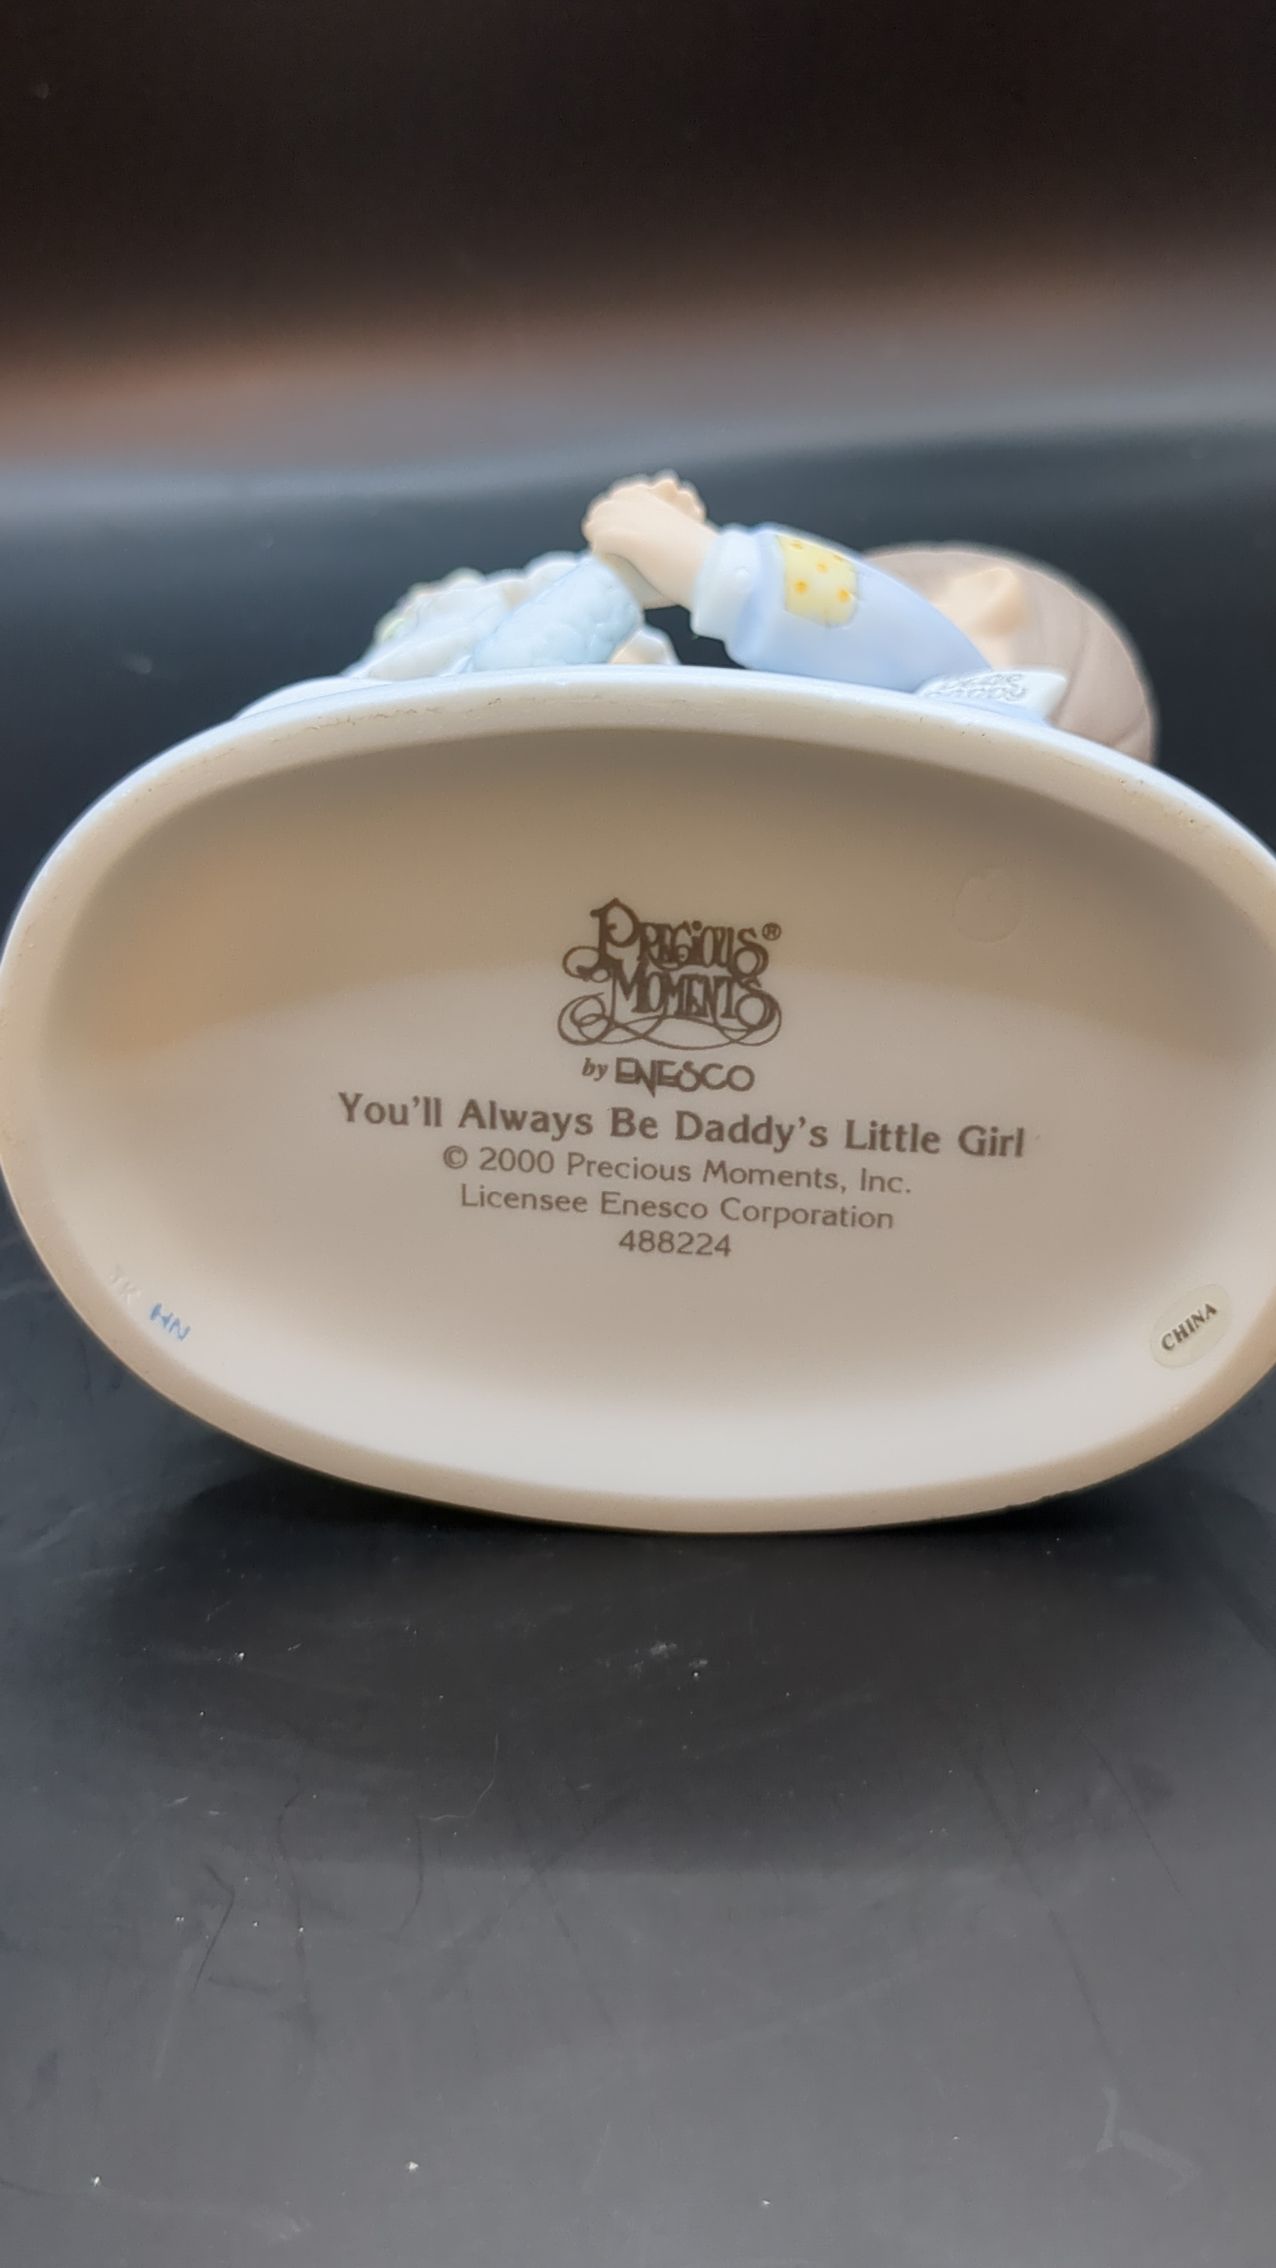 PRECIOUS®
MOMENTS
by ENESCO
You'll Always Be Daddy's Little Girl
© 2000 Precious Moments, Inc.
Licensee Enesco Corporation
488224
HN
CHINA